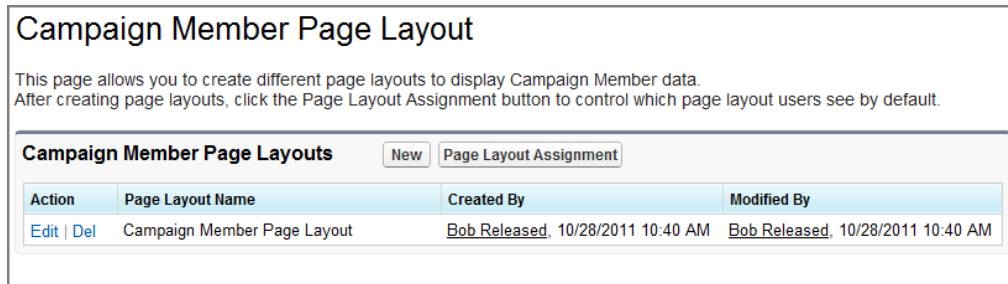 Campaign Member Page Layout
This page allows you to create different page layouts to display Campaign Member data.
After creating page layouts, click the Page Layout Assignment button to control which page layout users see by default.
Campaign Member Page Layouts New Page Layout Assignment
Action Page Layout Name Created By Modified By
Edit | Del Campaign Member Page Layout Bob Released, 10/28/2011 10:40 AM Bob Released, 10/28/2011 10:40 AM